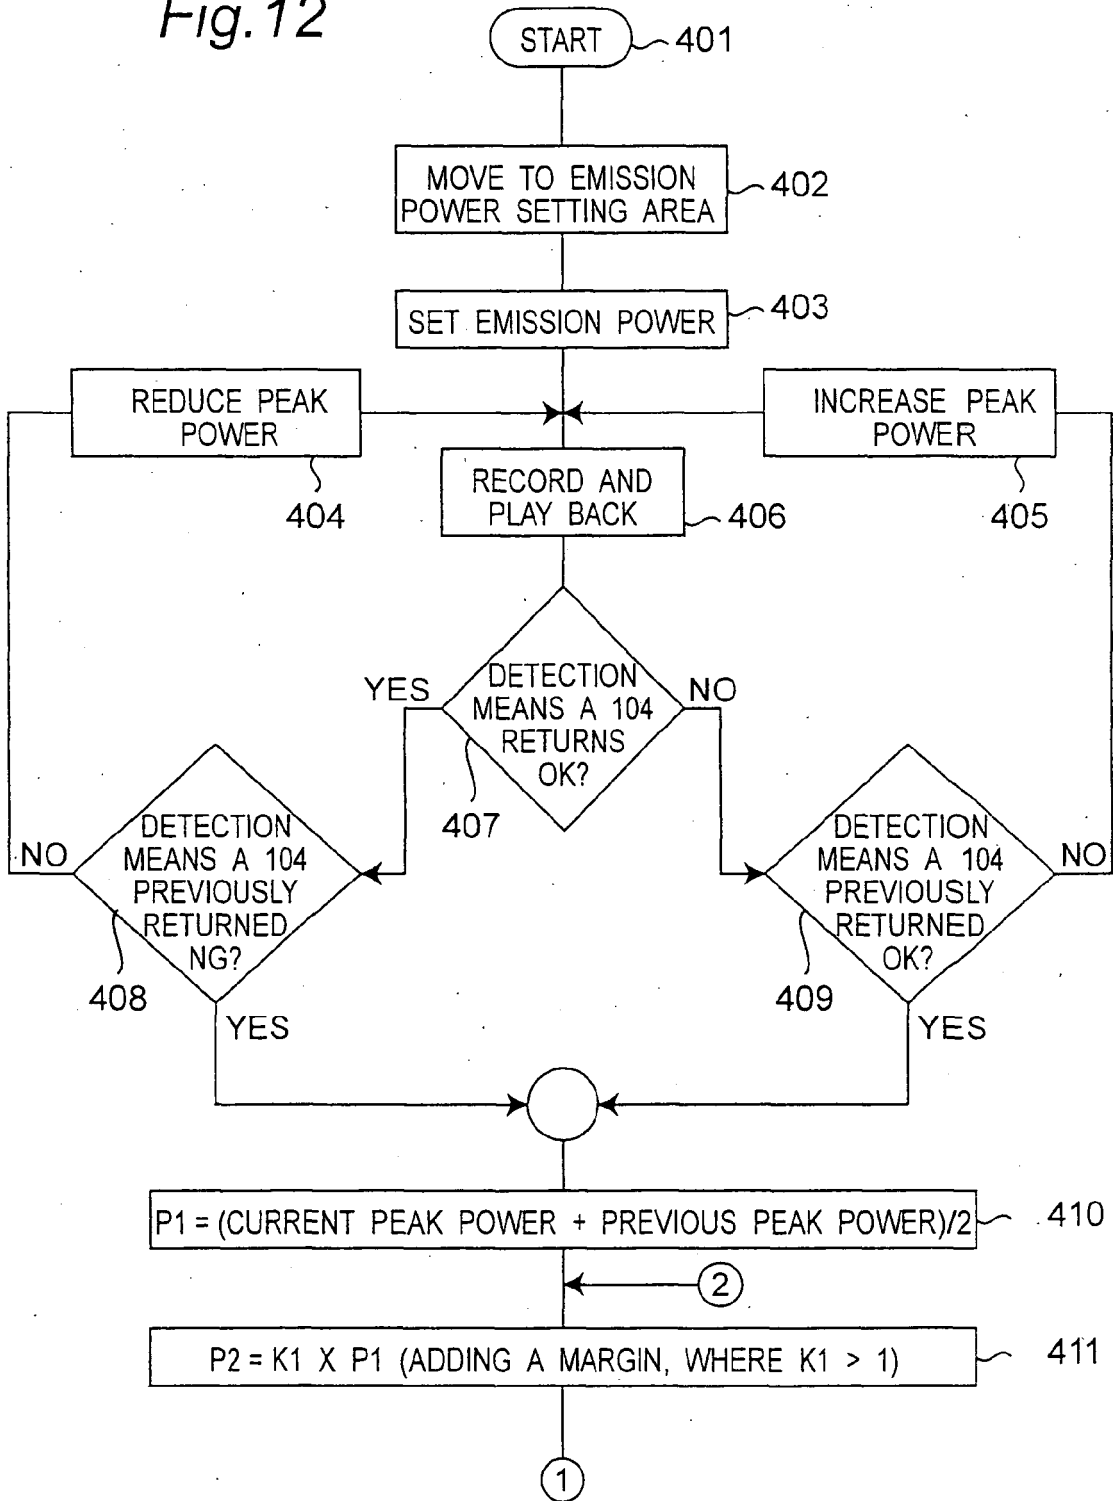 Fig.12
START
401
MOVE TO EMISSION
POWER SETTING AREA
402
SET EMISSION POWER
403
REDUCE PEAK
POWER
404
INCREASE PEAK
POWER
405
RECORD AND
PLAY BACK
406
DETECTION
MEANS A 104
RETURNS
OK?
YES
NO
407
DETECTION
MEANS A 104
PREVIOUSLY
RETURNED
NG?
NO
408
YES
DETECTION
MEANS A 104
PREVIOUSLY
RETURNED
OK?
NO
409
YES
P1 = (CURRENT PEAK POWER + PREVIOUS PEAK POWER)/2
410
2
P2 = K1 X P1 (ADDING A MARGIN, WHERE K1 > 1)
411
1